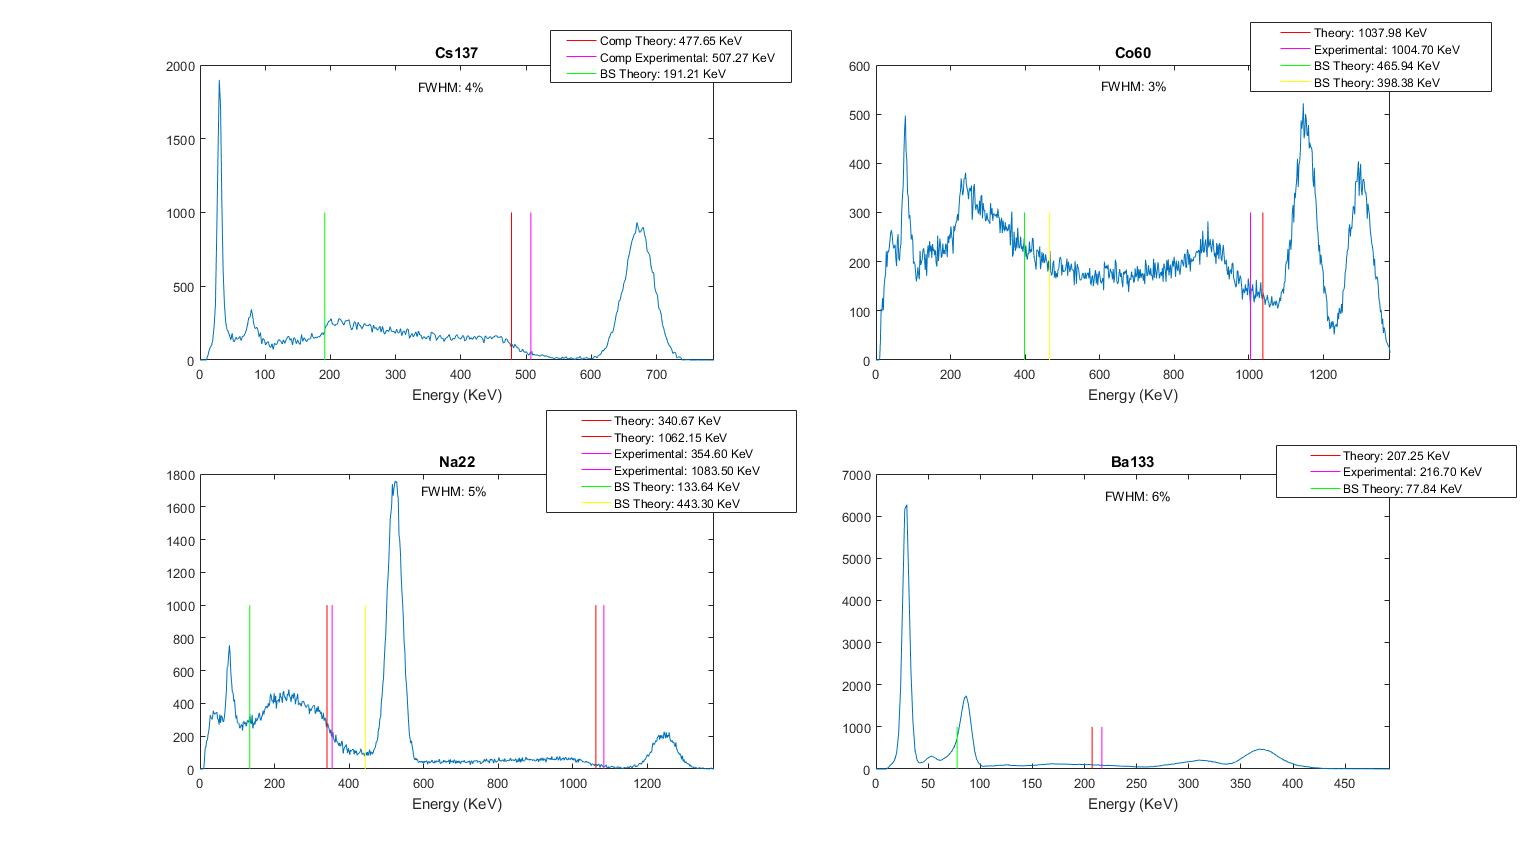 Cs137
Comp Theory: 477.65 KeV
Comp Experimental: 507.27 KeV
BS Theory: 191.21 KeV
FWHM: 4%
2000
1500
1000
500
0
0 100 200 300 400 500 600 700
Energy (KeV)
Co60
Theory: 1037.98 KeV
Experimental: 1004.70 KeV
BS Theory: 465.94 KeV
BS Theory: 398.38 KeV
FWHM: 3%
600
500
400
300
200
100
0
0 200 400 600 800 1000 1200
Energy (KeV)
Na22
Theory: 340.67 KeV
Theory: 1062.15 KeV
Experimental: 354.60 KeV
Experimental: 1083.50 KeV
BS Theory: 133.64 KeV
BS Theory: 443.30 KeV
FWHM: 5%
1800
1600
1400
1200
1000
800
600
400
200
0
0 200 400 600 800 1000 1200
Energy (KeV)
Ba133
Theory: 207.25 KeV
Experimental: 216.70 KeV
BS Theory: 77.84 KeV
FWHM: 6%
7000
6000
5000
4000
3000
2000
1000
0
0 50 100 150 200 250 300 350 400 450
Energy (KeV)